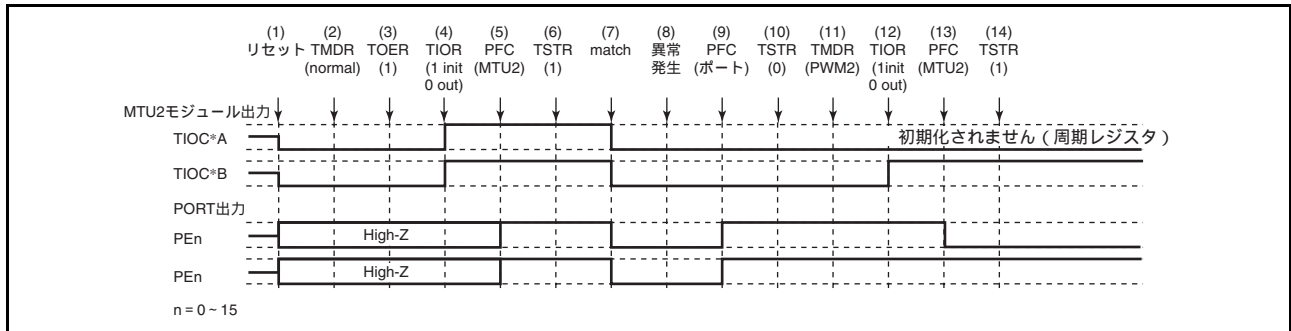 (1) (2) (3) (4) (5) (6) (7) (8) (9) (10) (11) (12) (13) (14)
リセット TMDR TOER TIOR PFC TSTR match 異常 PFC TSTR TMDR TIOR PFC TSTR
(normal) (1) (1 init (MTU2) (1) 発生 (ポート) (0) (PWM2) (1init (MTU2) (1)
0 out) 0 out)
MTU2モジュール出力
TIOC*A 初期化されません ( 周期レジスタ )
TIOC*B
PORT出力
PEn High-Z
PEn High-Z
n = 0 ~ 15